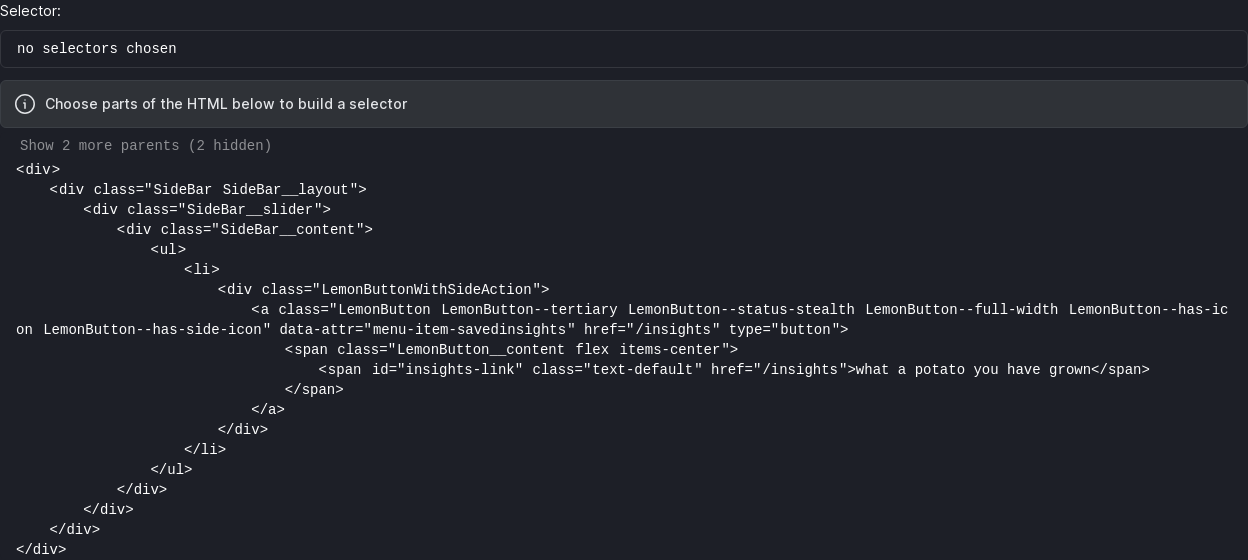 Selector:
no selectors chosen
Choose parts of the HTML below to build a selector
Show 2 more parents (2 hidden)
<div>
<div class="SideBar SideBar__layout">
<div class="SideBar__slider">
<div class="SideBar__content">
<ul>
<li>
<div class="LemonButtonWithSideAction">
<a class="LemonButton LemonButton--tertiary LemonButton--status-stealth LemonButton--full-width LemonButton--has-ic
on LemonButton--has-side-icon" data-attr="menu-item-savedinsights" href="/insights" type="button">
<span class="LemonButton__content flex items-center">
<span id="insights-link" class="text-default" href="/insights">what a potato you have grown</span>
</span>
</a>
</div>
</li>
</ul>
</div>
</div>
</div>
</div>